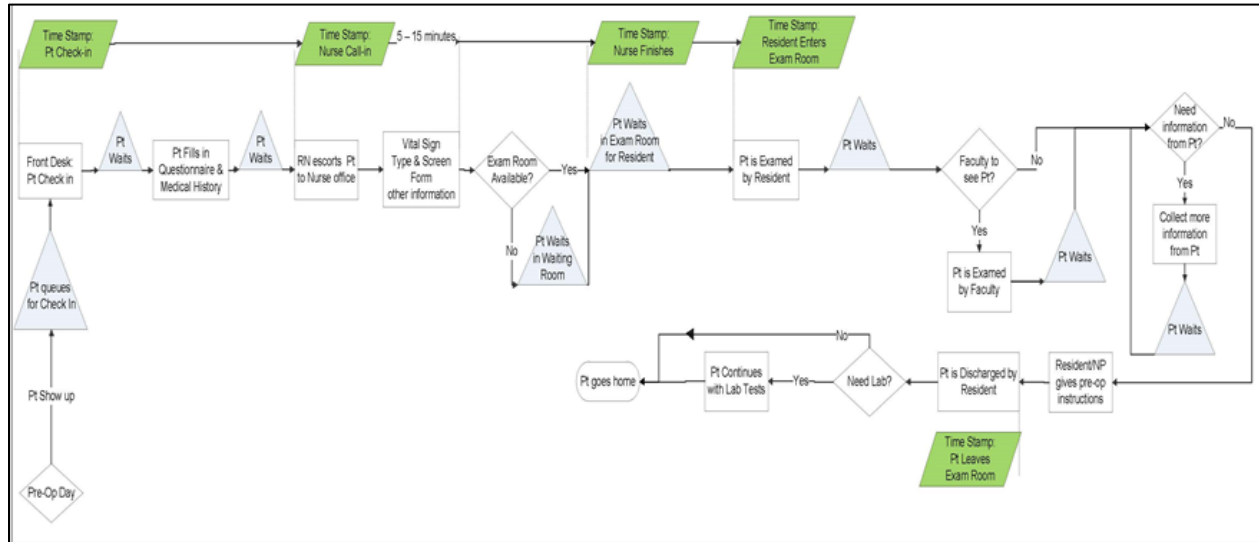 Time Stamp:
Pt Check-in
Time Stamp:
Nurse Call-in
5 – 15 minutes
Time Stamp:
Nurse Finishes
Time Stamp:
Resident Enters
Exam Room
Front Desk:
Pt Check in
Pt
Waits
Pt Fills in
Questionnaire &
Medical History
Pt
Waits
RN escorts Pt
to Nurse office
Vital Sign
Type & Screen
Form
other information
Exam Room
Available?
Yes
No
Pt Waits
in Waiting
Room
Pt Waits
in Exam Room
for Resident
Pt is Examed
by Resident
Pt Waits
Faculty to
see Pt?
No
Yes
Pt is Examed
by Faculty
Pt Waits
Need
information
from Pt?
No
Yes
Collect more
information
from Pt
Pt Waits
Pt queues
for Check In
Pt Show up
Pre-Op Day
Resident/NP
gives pre-op
instructions
Pt is Discharged by
Resident
Need Lab?
No
Yes
Pt Continues
with Lab Tests
Pt goes home
Time Stamp:
Pt Leaves
Exam Room